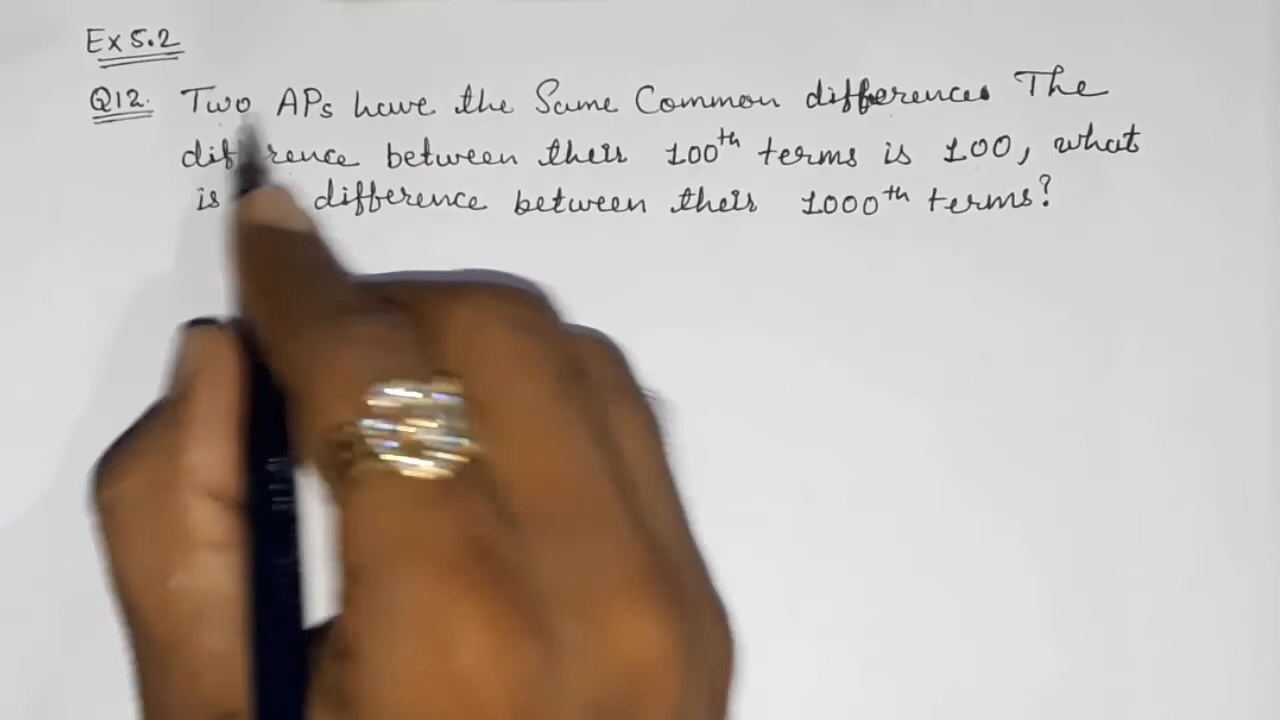 Ex 5.2
Q12. Two APs have the Same Common difference. The
difference between their 100th terms is 100, what
is difference between their 1000th terms?